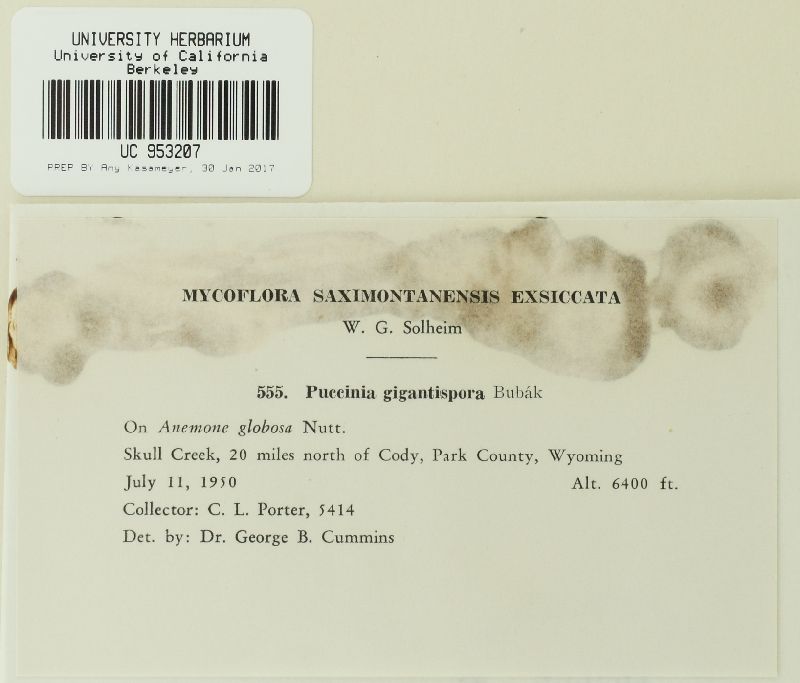 UNIVERSITY HERBARIUM
University of California
Berkeley
UC 953207
PREP BY Amy Kasameyer, 30 Jan 2017
MYCOFLORA SAXIMONTANENSIS EXSICCATA
W. G. Solheim
555. Puccinia gigantispora Bubák
On Anemone globosa Nutt.
Skull Creek, 20 miles north of Cody, Park County, Wyoming
July 11, 1950 Alt. 6400 ft.
Collector: C. L. Porter, 5414
Det. by: Dr. George B. Cummins